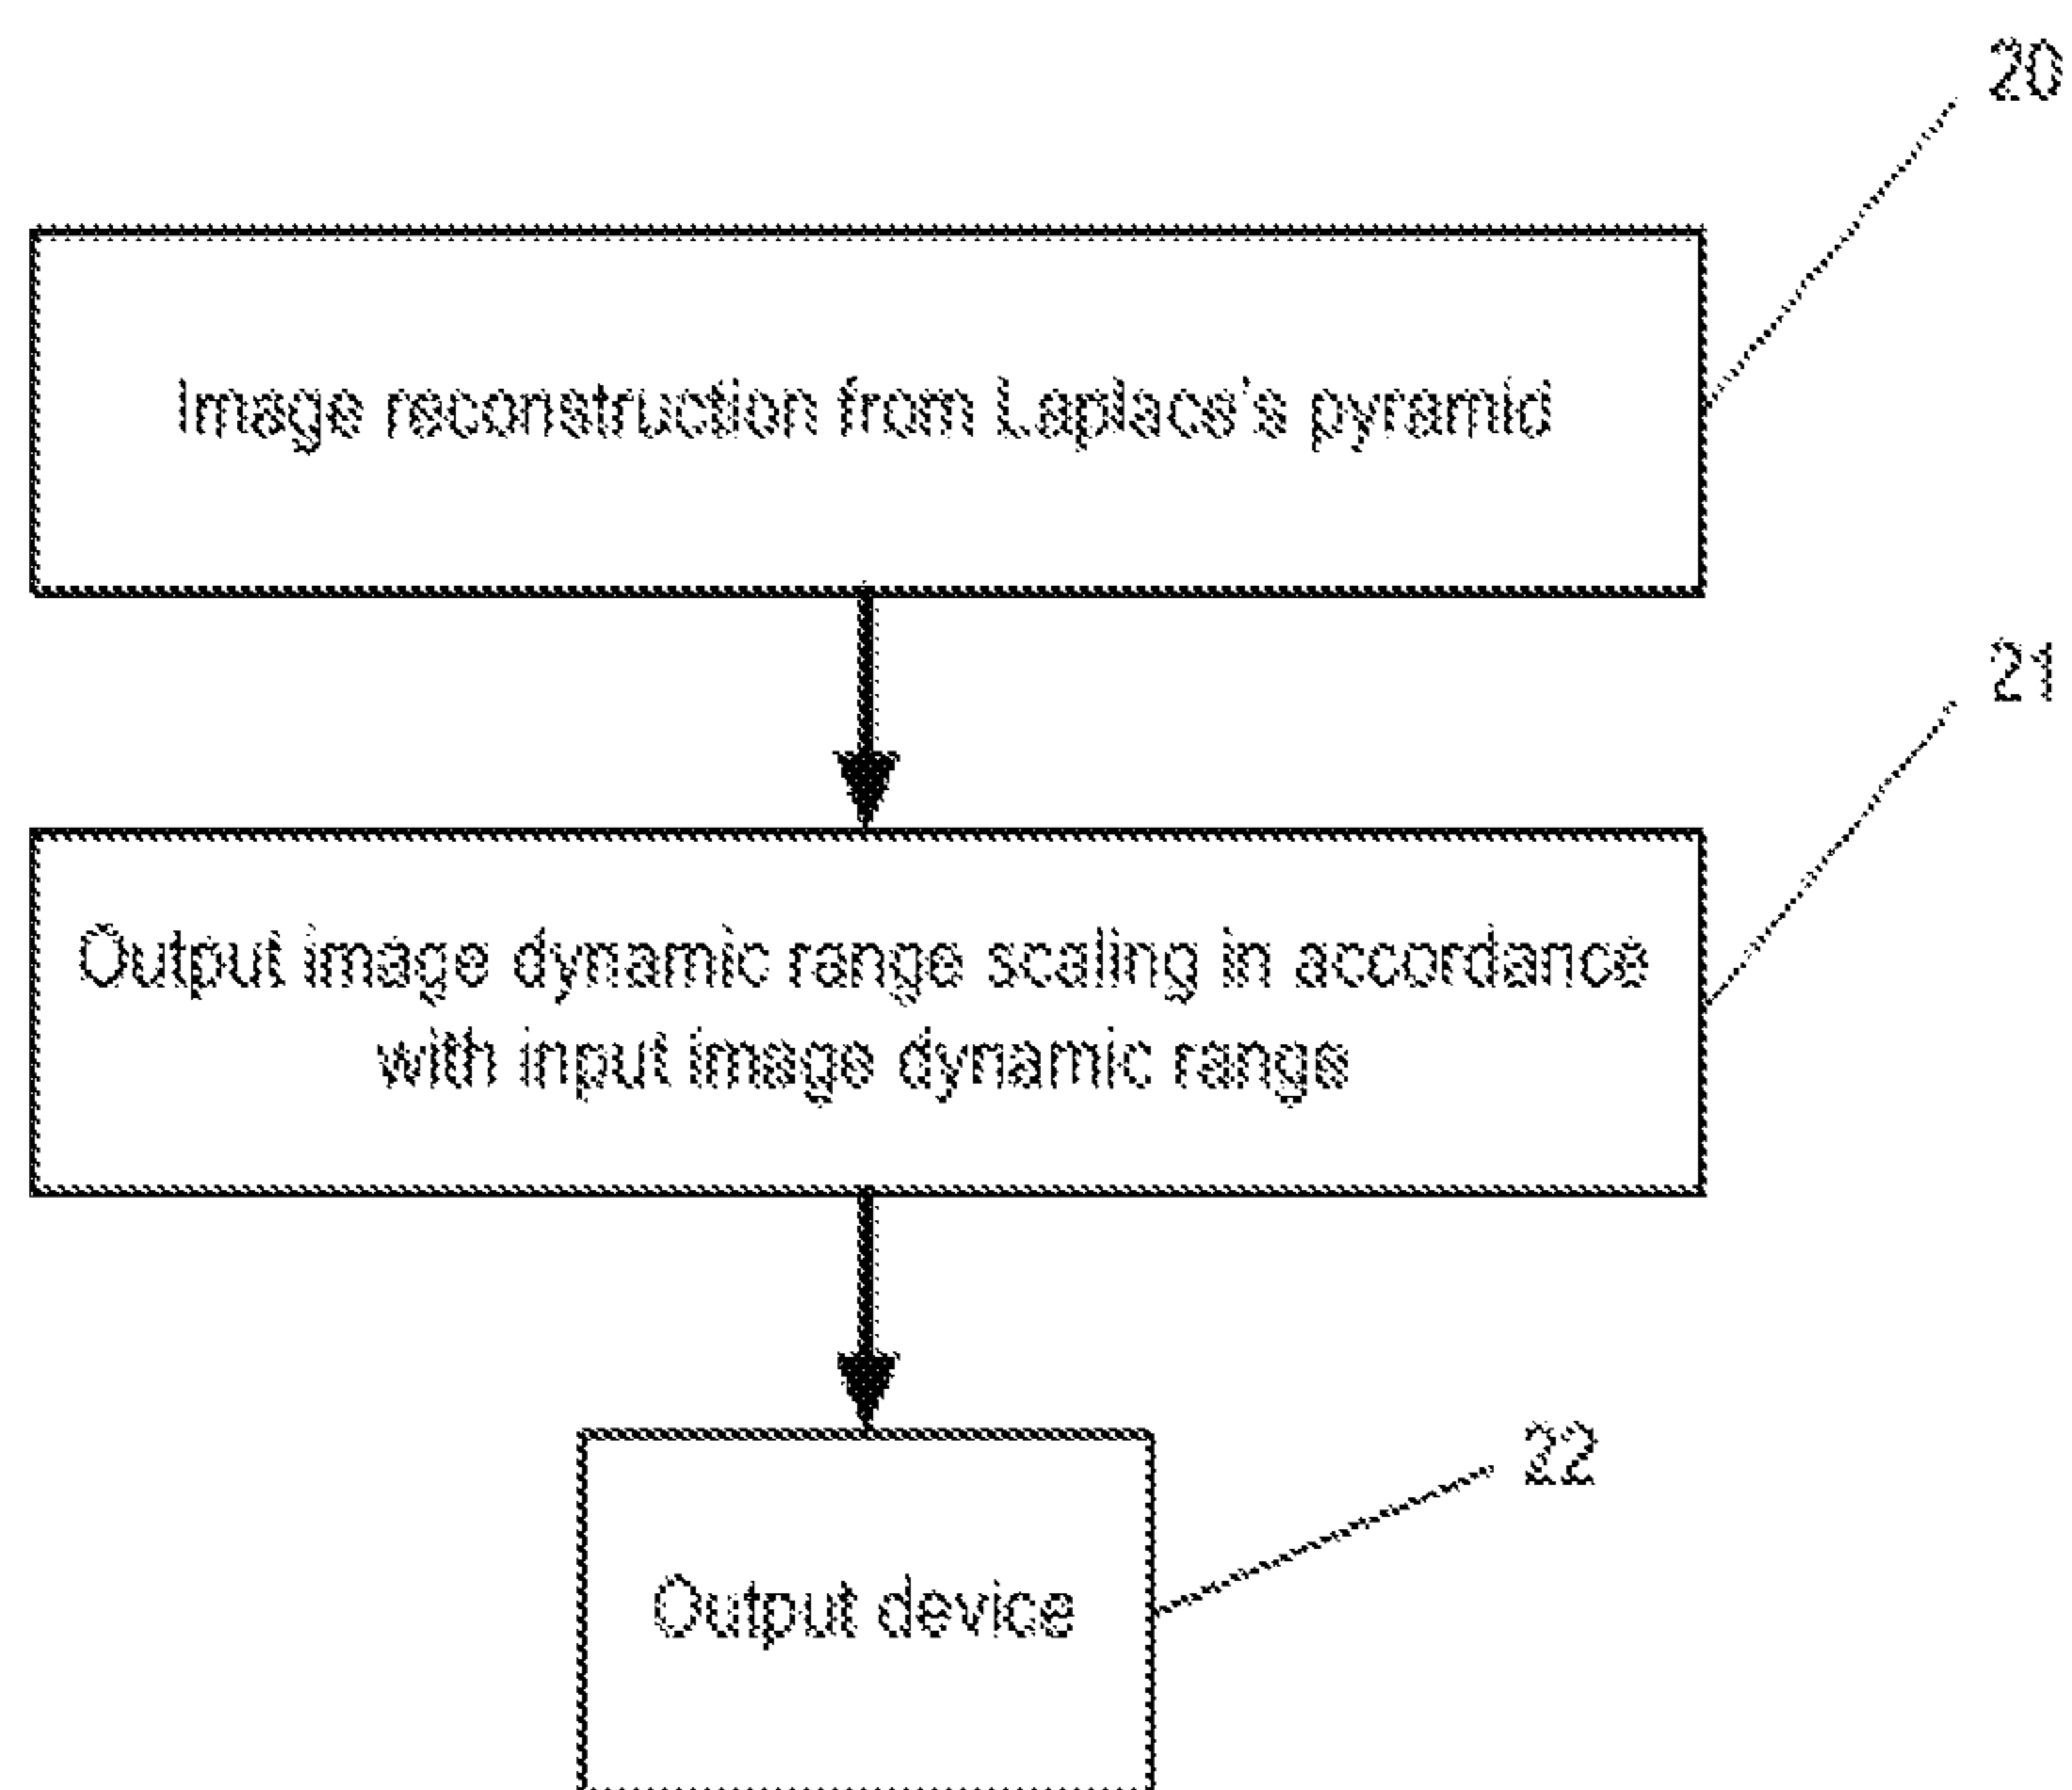 20
Image reconstruction from Laplace's pyramid
21
Output image dynamic range scaling in accordance
with input image dynamic range
22
Output device